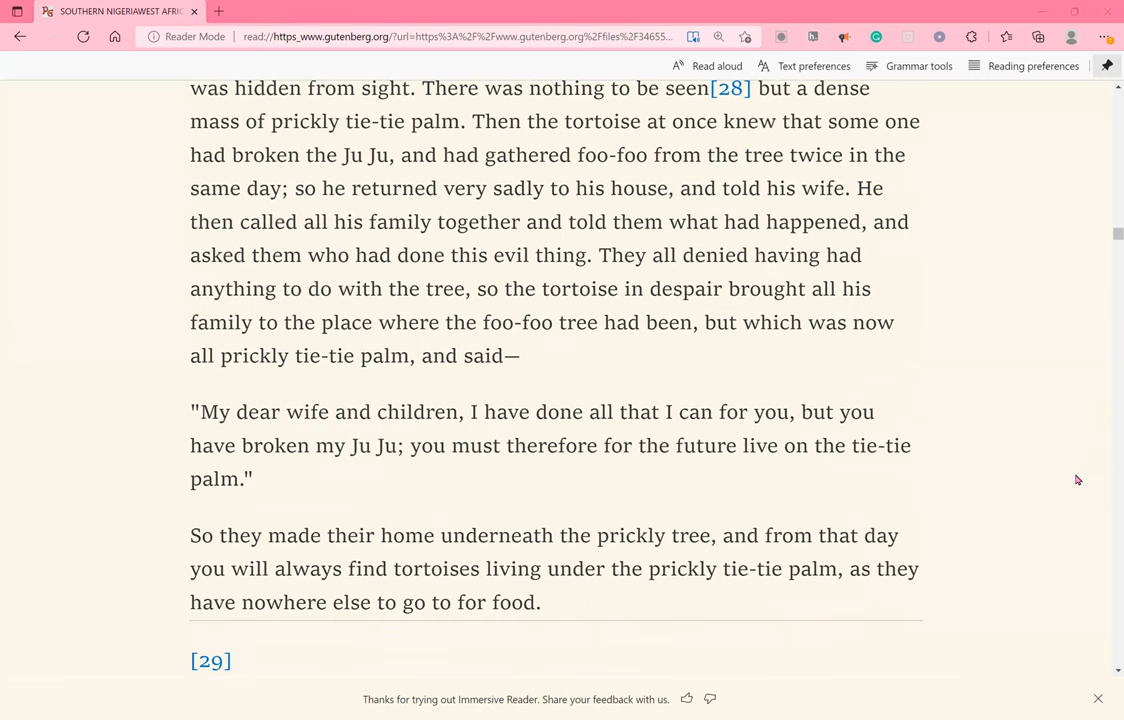 SOUTHERN NIGERIAWEST AFRIC
Reader Mode
read://https_www.gutenberg.org/?url=https%3A%2F%2Fwww.gutenberg.org%2Ffiles%2F34655...
Read aloud
Text preferences
Grammar tools
Reading preferences
was hidden from sight. There was nothing to be seen[28] but a dense
mass of prickly tie-tie palm. Then the tortoise at once knew that some one
had broken the Ju Ju, and had gathered foo-foo from the tree twice in the
same day; so he returned very sadly to his house, and told his wife. He
then called all his family together and told them what had happened, and
asked them who had done this evil thing. They all denied having had
anything to do with the tree, so the tortoise in despair brought all his
family to the place where the foo-foo tree had been, but which was now
all prickly tie-tie palm, and said—
"My dear wife and children, I have done all that I can for you, but you
have broken my Ju Ju; you must therefore for the future live on the tie-tie
palm."
So they made their home underneath the prickly tree, and from that day
you will always find tortoises living under the prickly tie-tie palm, as they
have nowhere else to go to for food.
[29]
Thanks for trying out Immersive Reader. Share your feedback with us.